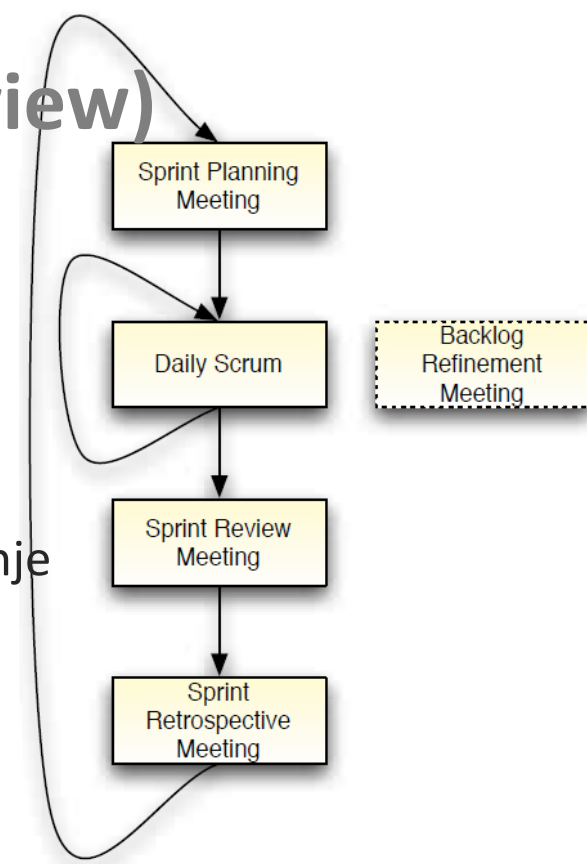 iew)
Sprint Planning
Meeting
Daily Scrum
Backlog
Refinement
Meeting
Sprint Review
Meeting
nje
Sprint
Retrospective
Meeting